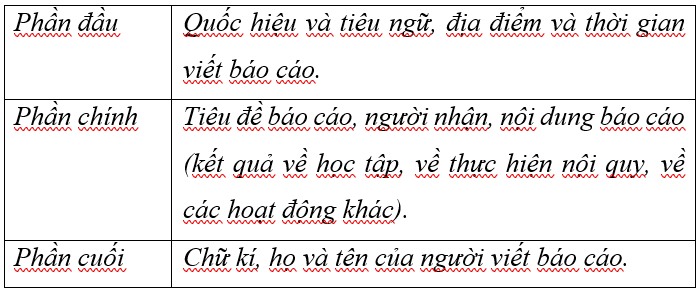 Phần đầu
Quốc hiệu và tiêu ngữ, địa điểm và thời gian
viết báo cáo.
Phần chính
Tiêu đề báo cáo, người nhận, nội dung báo cáo
(kết quả về học tập, về thực hiện nội quy, về
các hoạt động khác).
Phần cuối
Chữ kí, họ và tên của người viết báo cáo.